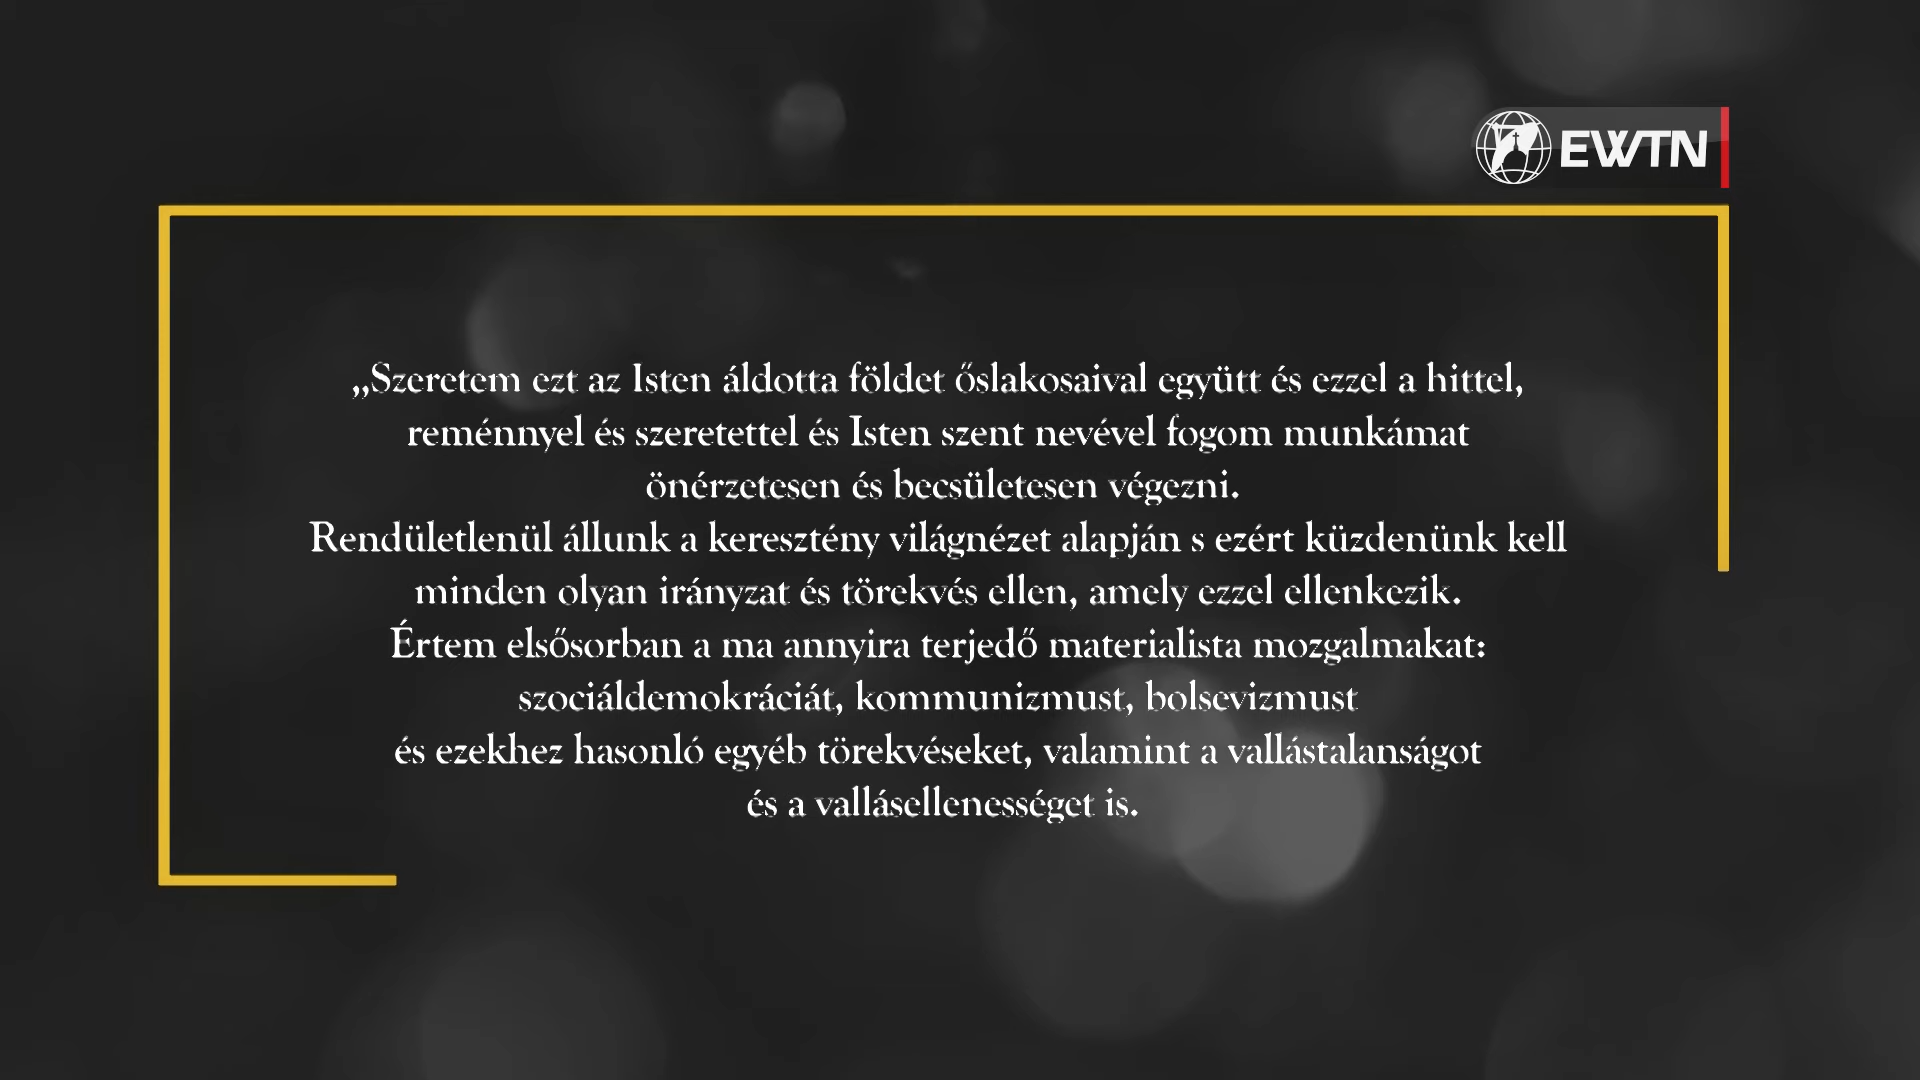 EWTN
„Szeretem ezt az Isten áldotta földet őslakosaival együtt és ezzel a hittel,
reménnyel és szeretettel és Isten szent nevével fogom munkámat
önérzetesen és becsületesen végezni.
Rendületlenül állunk a keresztény világnézet alapján s ezért küzdenünk kell
minden olyan irányzat és törekvés ellen, amely ezzel ellenkezik.
Értem elsősorban a ma annyira terjedő materialista mozgalmakat:
szociáldemokráciát, kommunizmust, bolsevizmust
és ezekhez hasonló egyéb törekvéseket, valamint a vallástalanságot
és a vallásellenességet is.